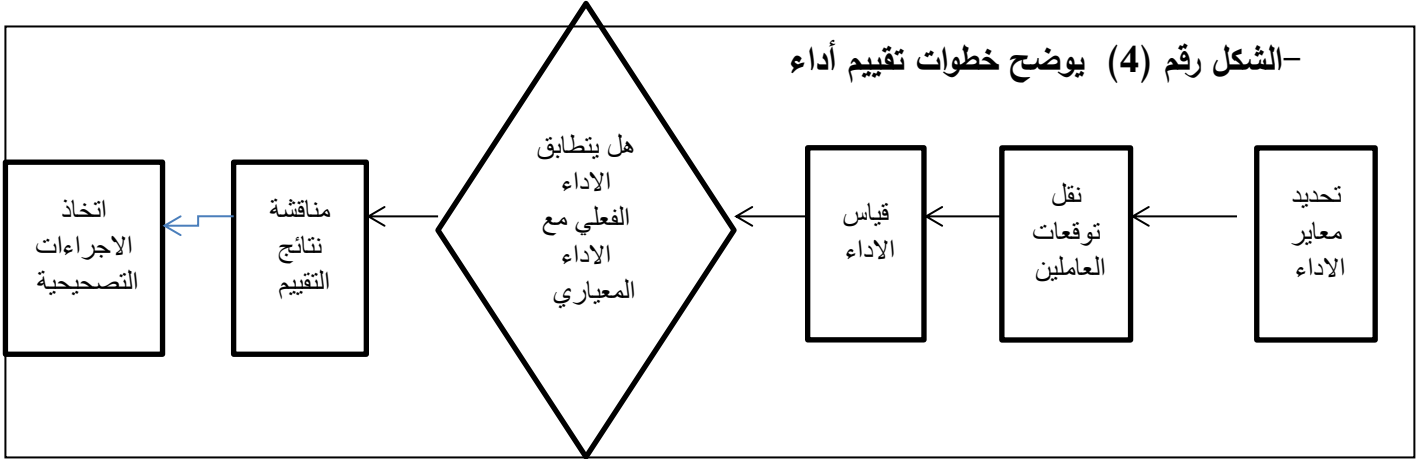 -الشكل رقم (4) يوضح خطوات تقييم أداء
تحديد
معاير
الاداء
نقل
توقعات
العاملين
قياس
الاداء
هل يتطابق
الاداء
الفعلي مع
الاداء
المعياري
مناقشة
نتائج
التقييم
اتخاذ
الاجراءات
التصحيحية